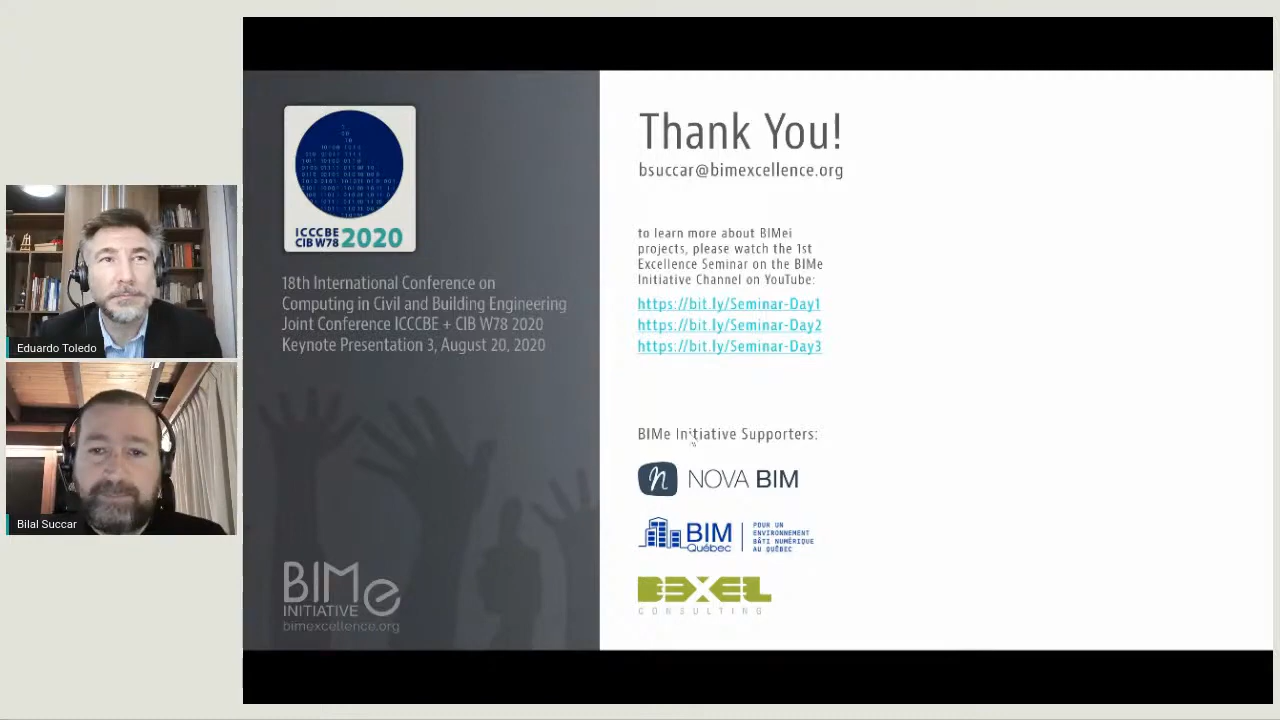 Eduardo Toledo
Bilal Succar
ICCCBE
CIB W78 2020
18th International Conference on
Computing in Civil and Building Engineering
Joint Conference ICCCBE + CIB W78 2020
Keynote Presentation 3, August 20, 2020
BIMe
INITIATIVE
bimexcellence.org
Thank You!
bsuccar@bimexcellence.org
to learn more about BIMei
projects, please watch the 1st
Excellence Seminar on the BIMe
Initiative Channel on YouTube:
https://bit.ly/Seminar-Day1
https://bit.ly/Seminar-Day2
https://bit.ly/Seminar-Day3
BIMe Initiative Supporters:
n NOVA BIM
BIM
Québec
POUR UN
ENVIRONNEMENT
BÂTI NUMÉRIQUE
AU QUÉBEC
BEXEL
CONSULTING